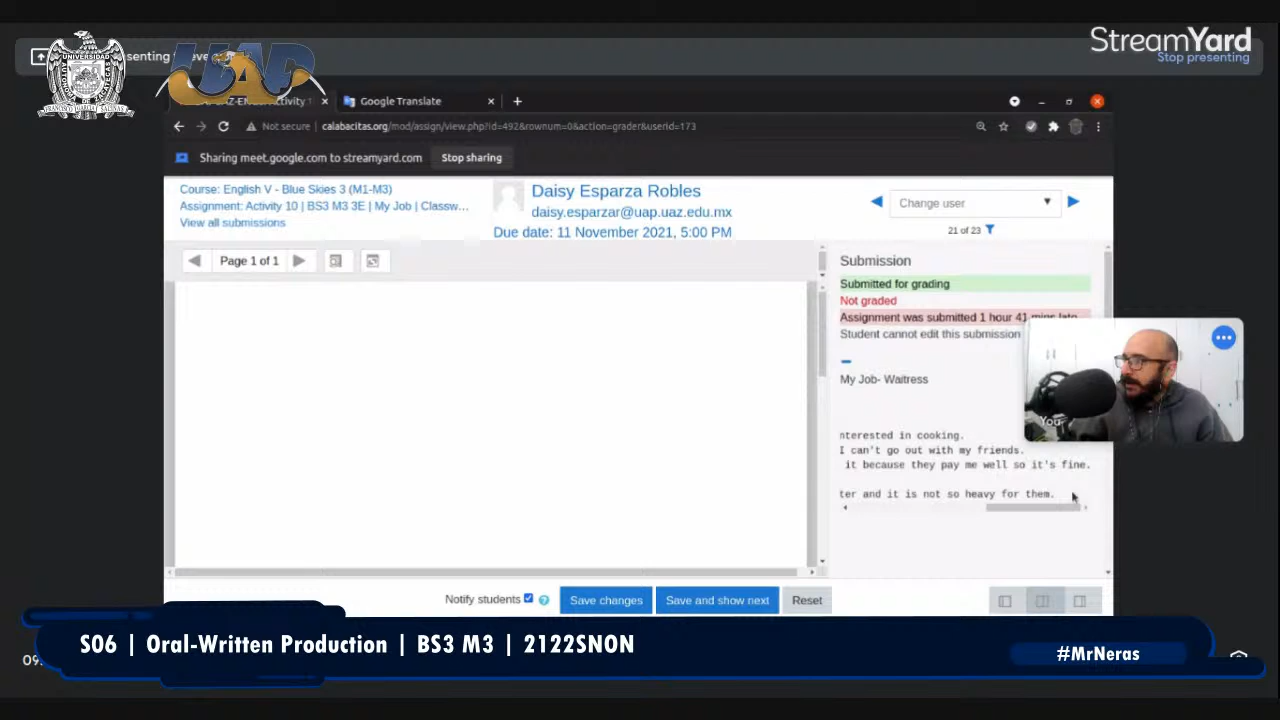 StreamYard
Stop presenting
UNIVERSIDAD
UAP
Activity
Google Translate
Not secure | calabacitas.org/mod/assign/view.php?id=492&rownum=0&action=grader&userid=173
Sharing meet.google.com to streamyard.com Stop sharing
Course: English V - Blue Skies 3 (M1-M3)
Assignment: Activity 10 | BS3 M3 3E | My Job | Classw...
View all submissions
Daisy Esparza Robles
daisy.esparzar@uap.uaz.edu.mx
Due date: 11 November 2021, 5:00 PM
Change user
21 of 23
Page 1 of 1
Submission
Submitted for grading
Not graded
Assignment was submitted 1 hour 41 mins late
Student cannot edit this submission
My Job- Waitress
nterested in cooking.
I can't go out with my friends.
it because they pay me well so it's fine.
ter and it is not so heavy for them.
You
Notify students
Save changes
Save and show next
Reset
S06 | Oral-Written Production | BS3 M3 | 2122SNON
#MrNeras
09